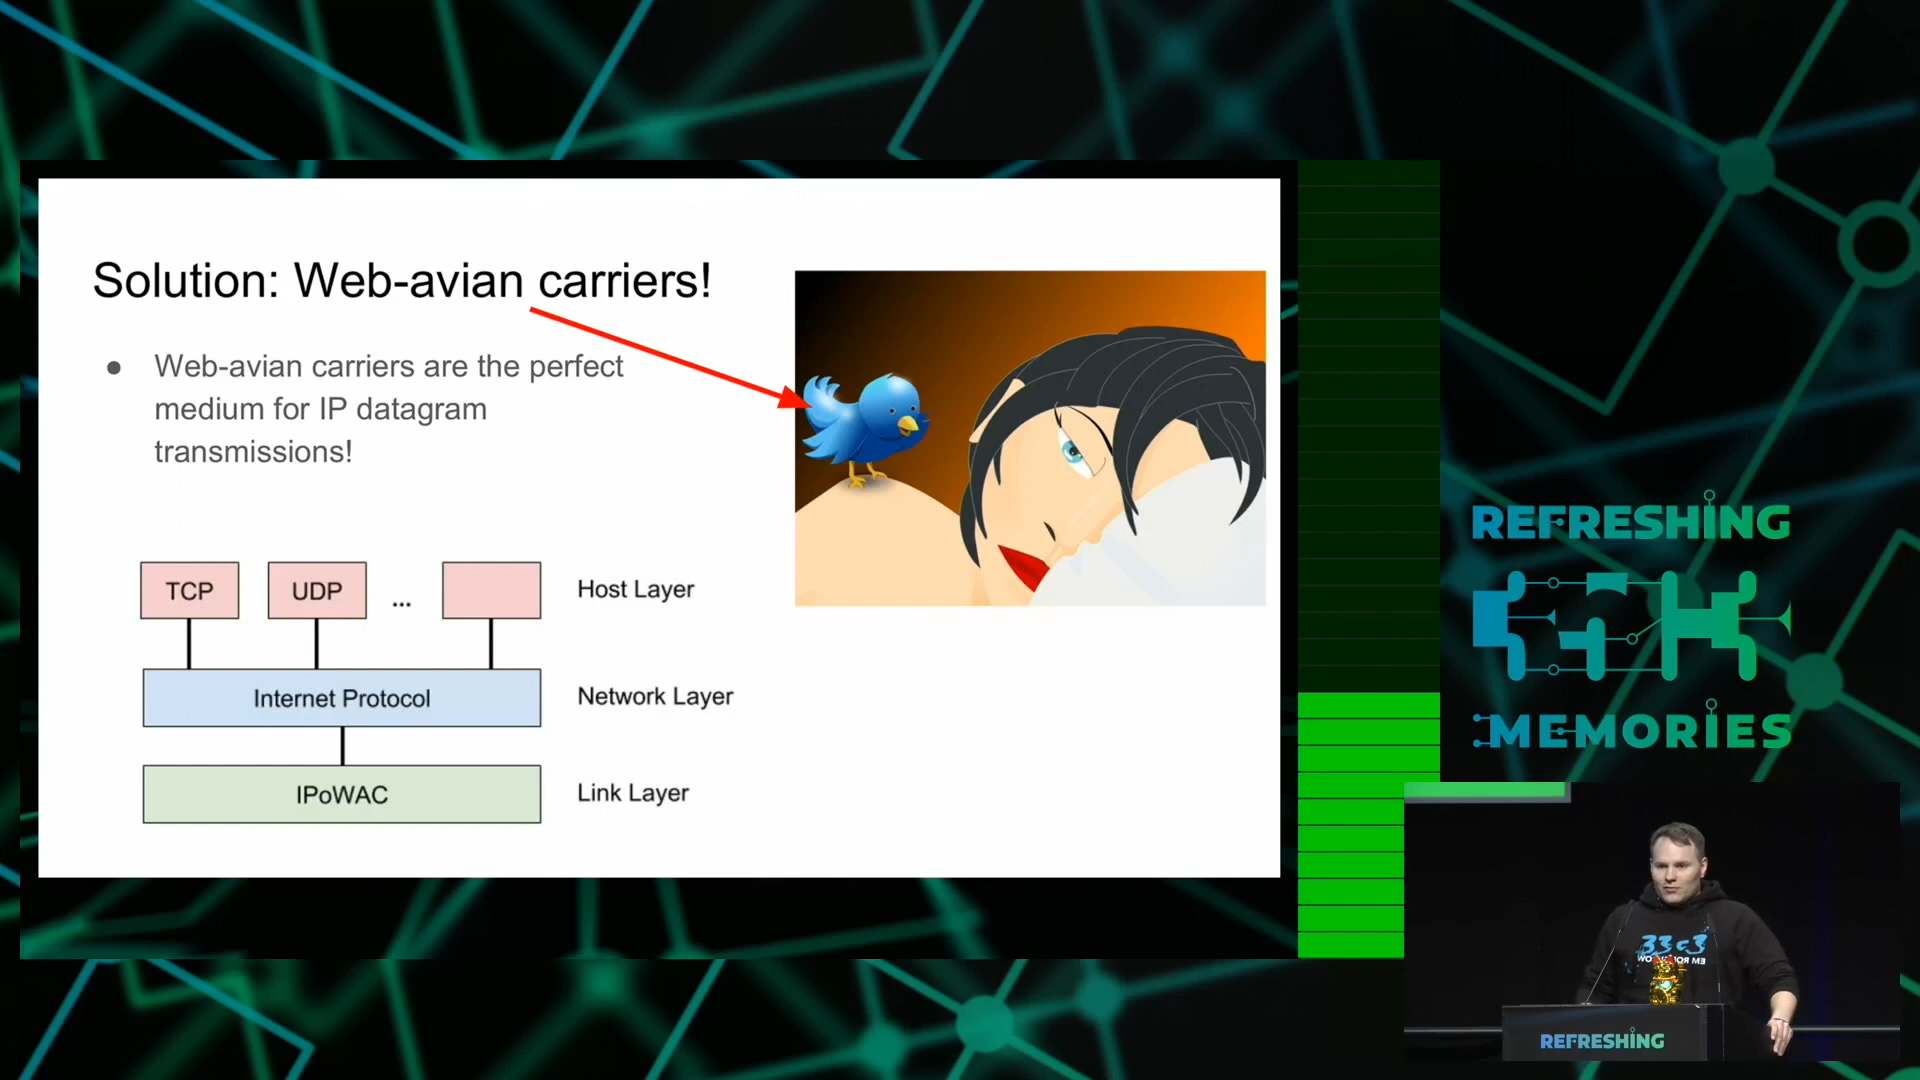 Solution: Web-avian carriers!
● Web-avian carriers are the perfect
medium for IP datagram
transmissions!
TCP
UDP
...
Host Layer
Internet Protocol
Network Layer
IPoWAC
Link Layer
REFRESHING
MEMORIES
33c3
REFRESHING